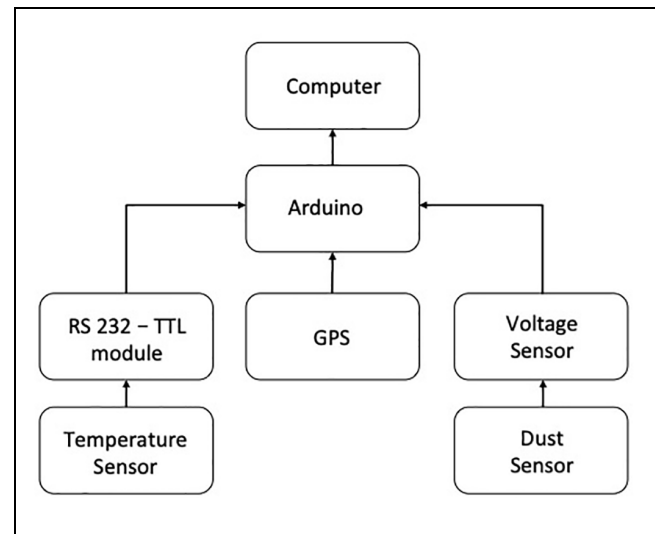 Computer
Arduino
RS 232 – TTL
module
GPS
Voltage
Sensor
Temperature
Sensor
Dust
Sensor